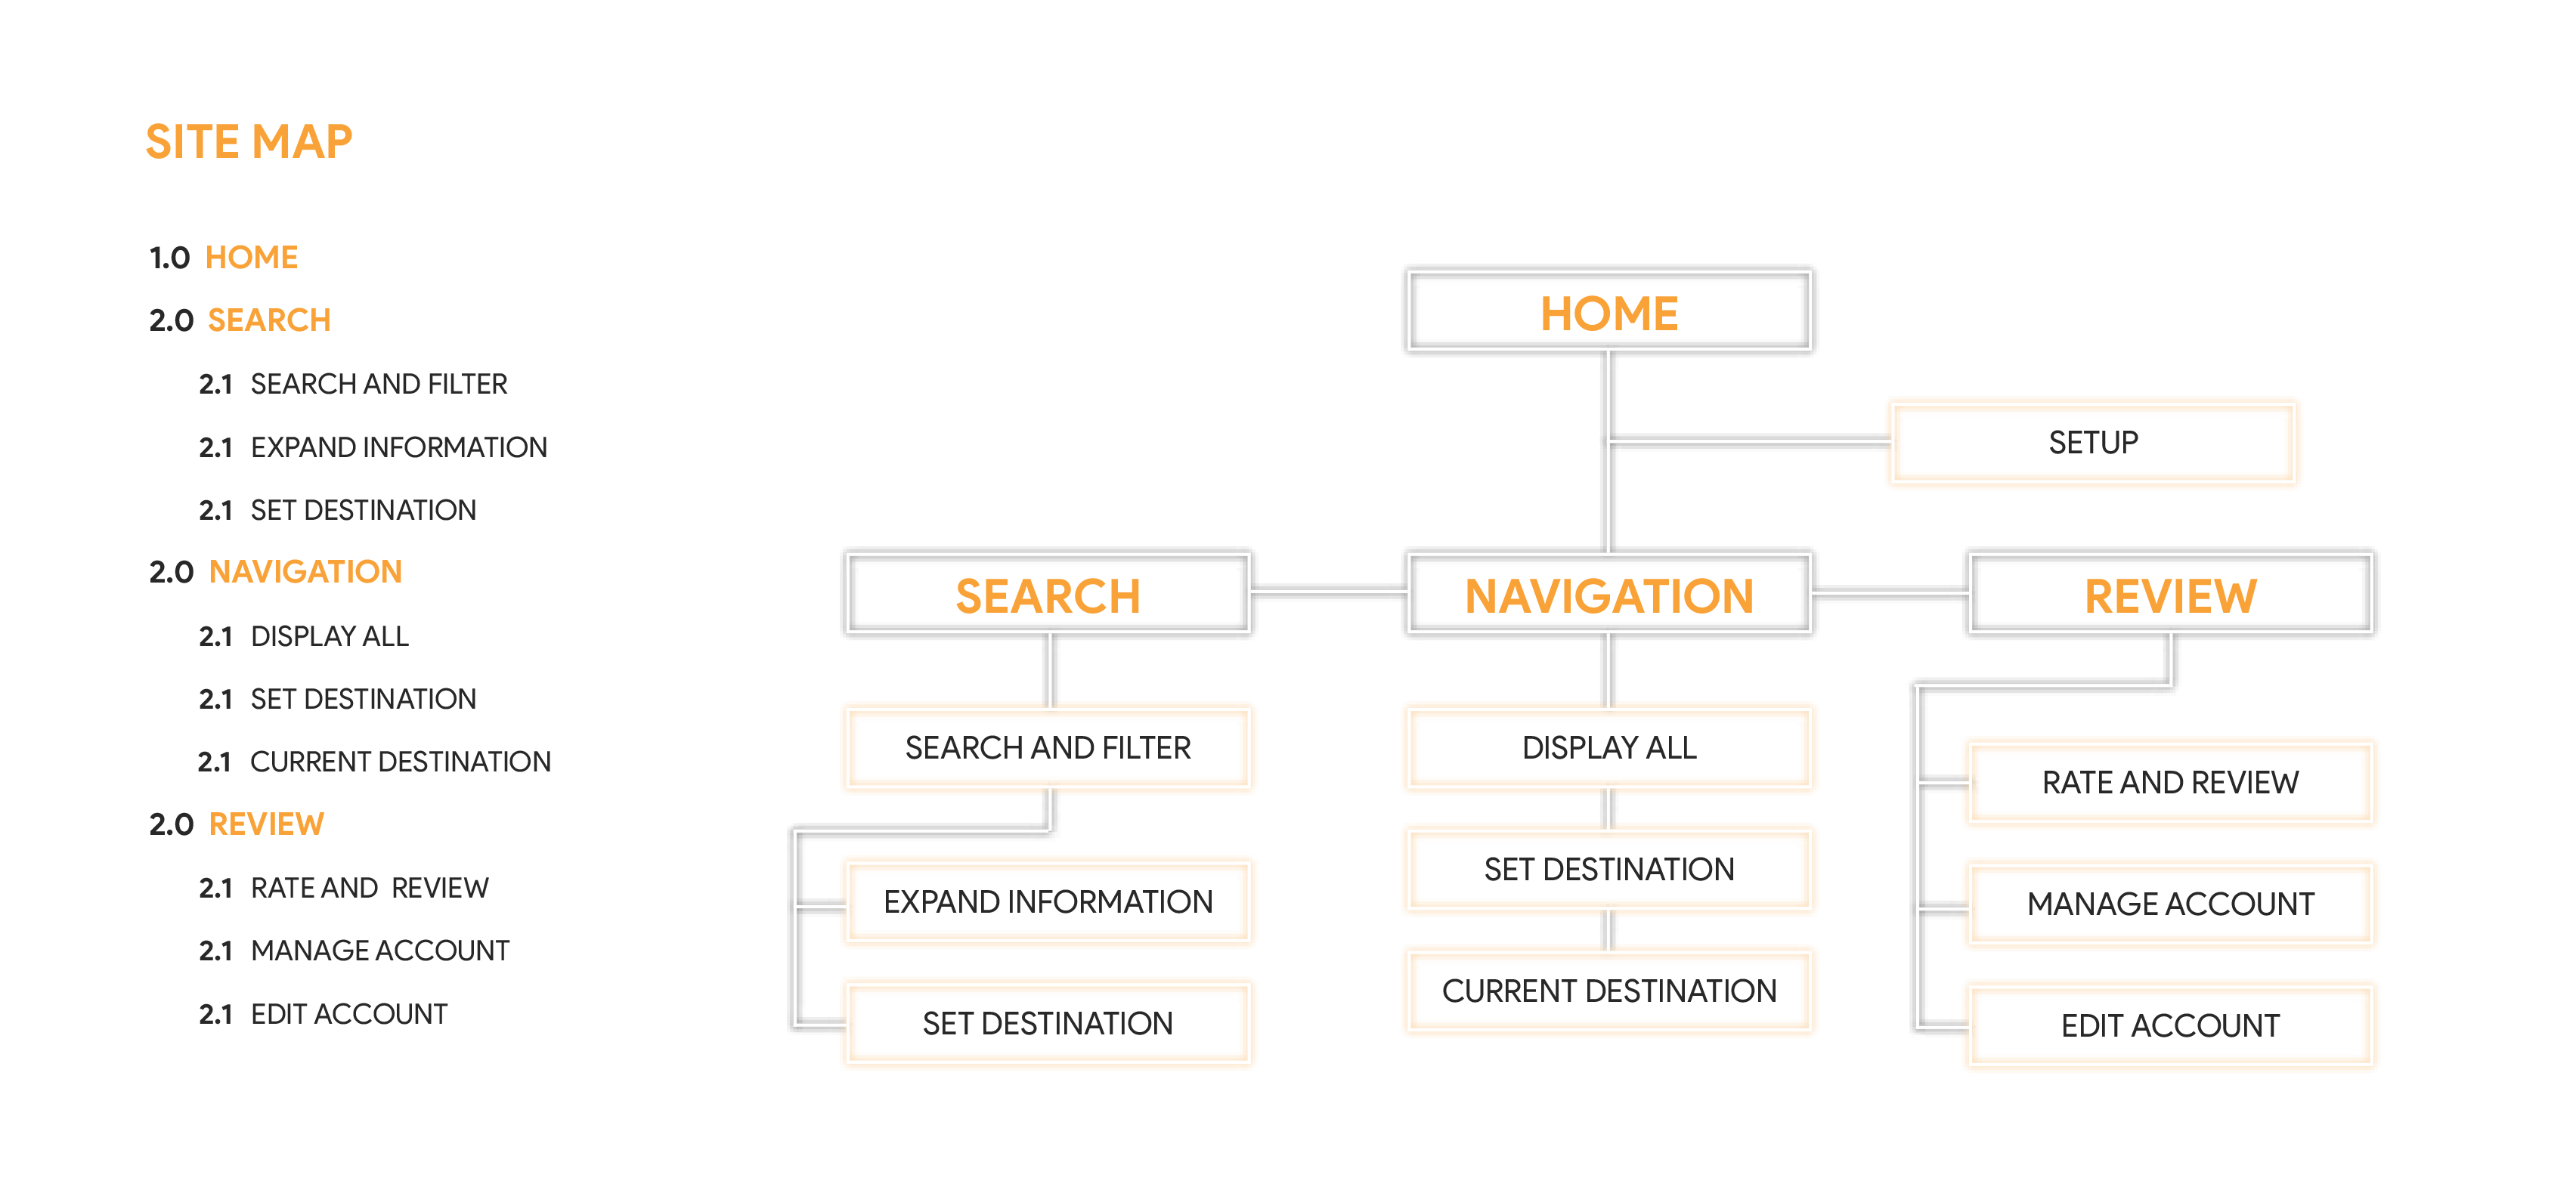 SITE MAP
1.0 HOME
2.0 SEARCH
2.1 SEARCH AND FILTER
2.1 EXPAND INFORMATION
2.1 SET DESTINATION
2.0 NAVIGATION
2.1 DISPLAY ALL
2.1 SET DESTINATION
2.1 CURRENT DESTINATION
2.0 REVIEW
2.1 RATE AND REVIEW
2.1 MANAGE ACCOUNT
2.1 EDIT ACCOUNT
HOME
SETUP
SEARCH
NAVIGATION
REVIEW
SEARCH AND FILTER
EXPAND INFORMATION
SET DESTINATION
DISPLAY ALL
SET DESTINATION
CURRENT DESTINATION
RATE AND REVIEW
MANAGE ACCOUNT
EDIT ACCOUNT